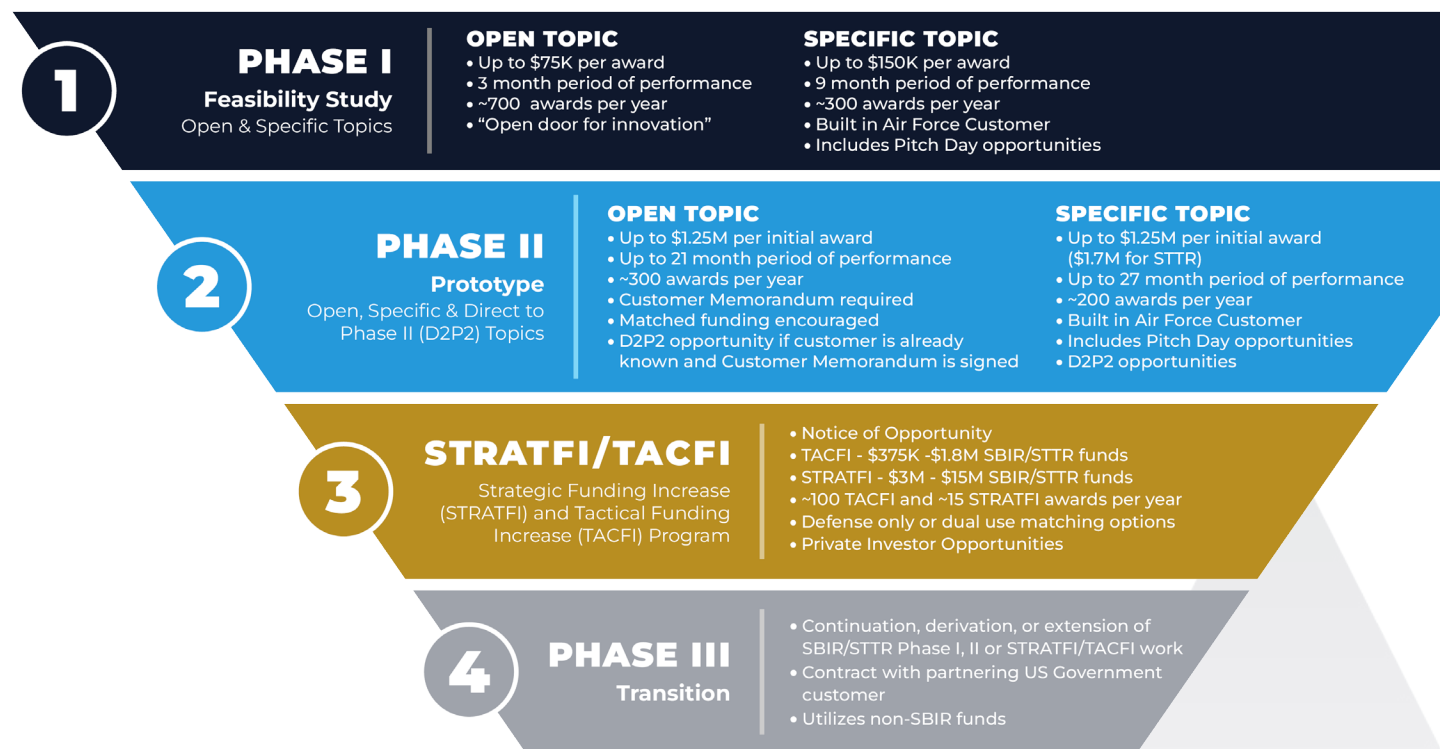 1
PHASE I
Feasibility Study
Open & Specific Topics
OPEN TOPIC
• Up to $75K per award
• 3 month period of performance
• ~700 awards per year
• “Open door for innovation”
SPECIFIC TOPIC
• Up to $150K per award
• 9 month period of performance
• ~300 awards per year
• Built in Air Force Customer
• Includes Pitch Day opportunities
2
PHASE II
Prototype
Open, Specific & Direct to
Phase II (D2P2) Topics
OPEN TOPIC
• Up to $1.25M per initial award
• Up to 21 month period of performance
• ~300 awards per year
• Customer Memorandum required
• Matched funding encouraged
• D2P2 opportunity if customer is already
known and Customer Memorandum is signed
SPECIFIC TOPIC
• Up to $1.25M per initial award
($1.7M for STTR)
• Up to 27 month period of performance
• ~200 awards per year
• Built in Air Force Customer
• Includes Pitch Day opportunities
• D2P2 opportunities
3
STRATFI/TACFI
Strategic Funding Increase
(STRATFI) and Tactical Funding
Increase (TACFI) Program
• Notice of Opportunity
• TACFI - $375K -$1.8M SBIR/STTR funds
• STRATFI - $3M - $15M SBIR/STTR funds
• ~100 TACFI and ~15 STRATFI awards per year
• Defense only or dual use matching options
• Private Investor Opportunities
4
PHASE III
Transition
• Continuation, derivation, or extension of
SBIR/STTR Phase I, II or STRATFI/TACFI work
• Contract with partnering US Government
customer
• Utilizes non-SBIR funds